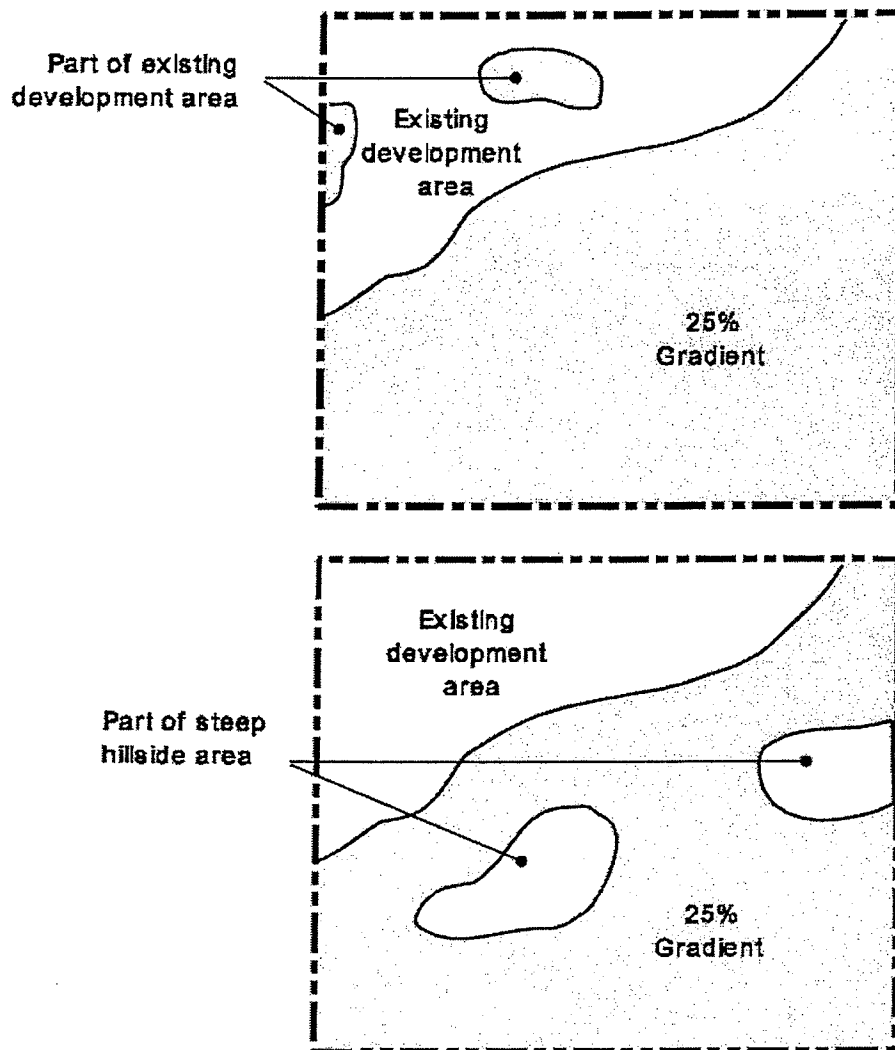 Part of existing
development area
Existing
development
area
25%
Gradient
Existing
development
area
Part of steep
hillside area
25%
Gradient